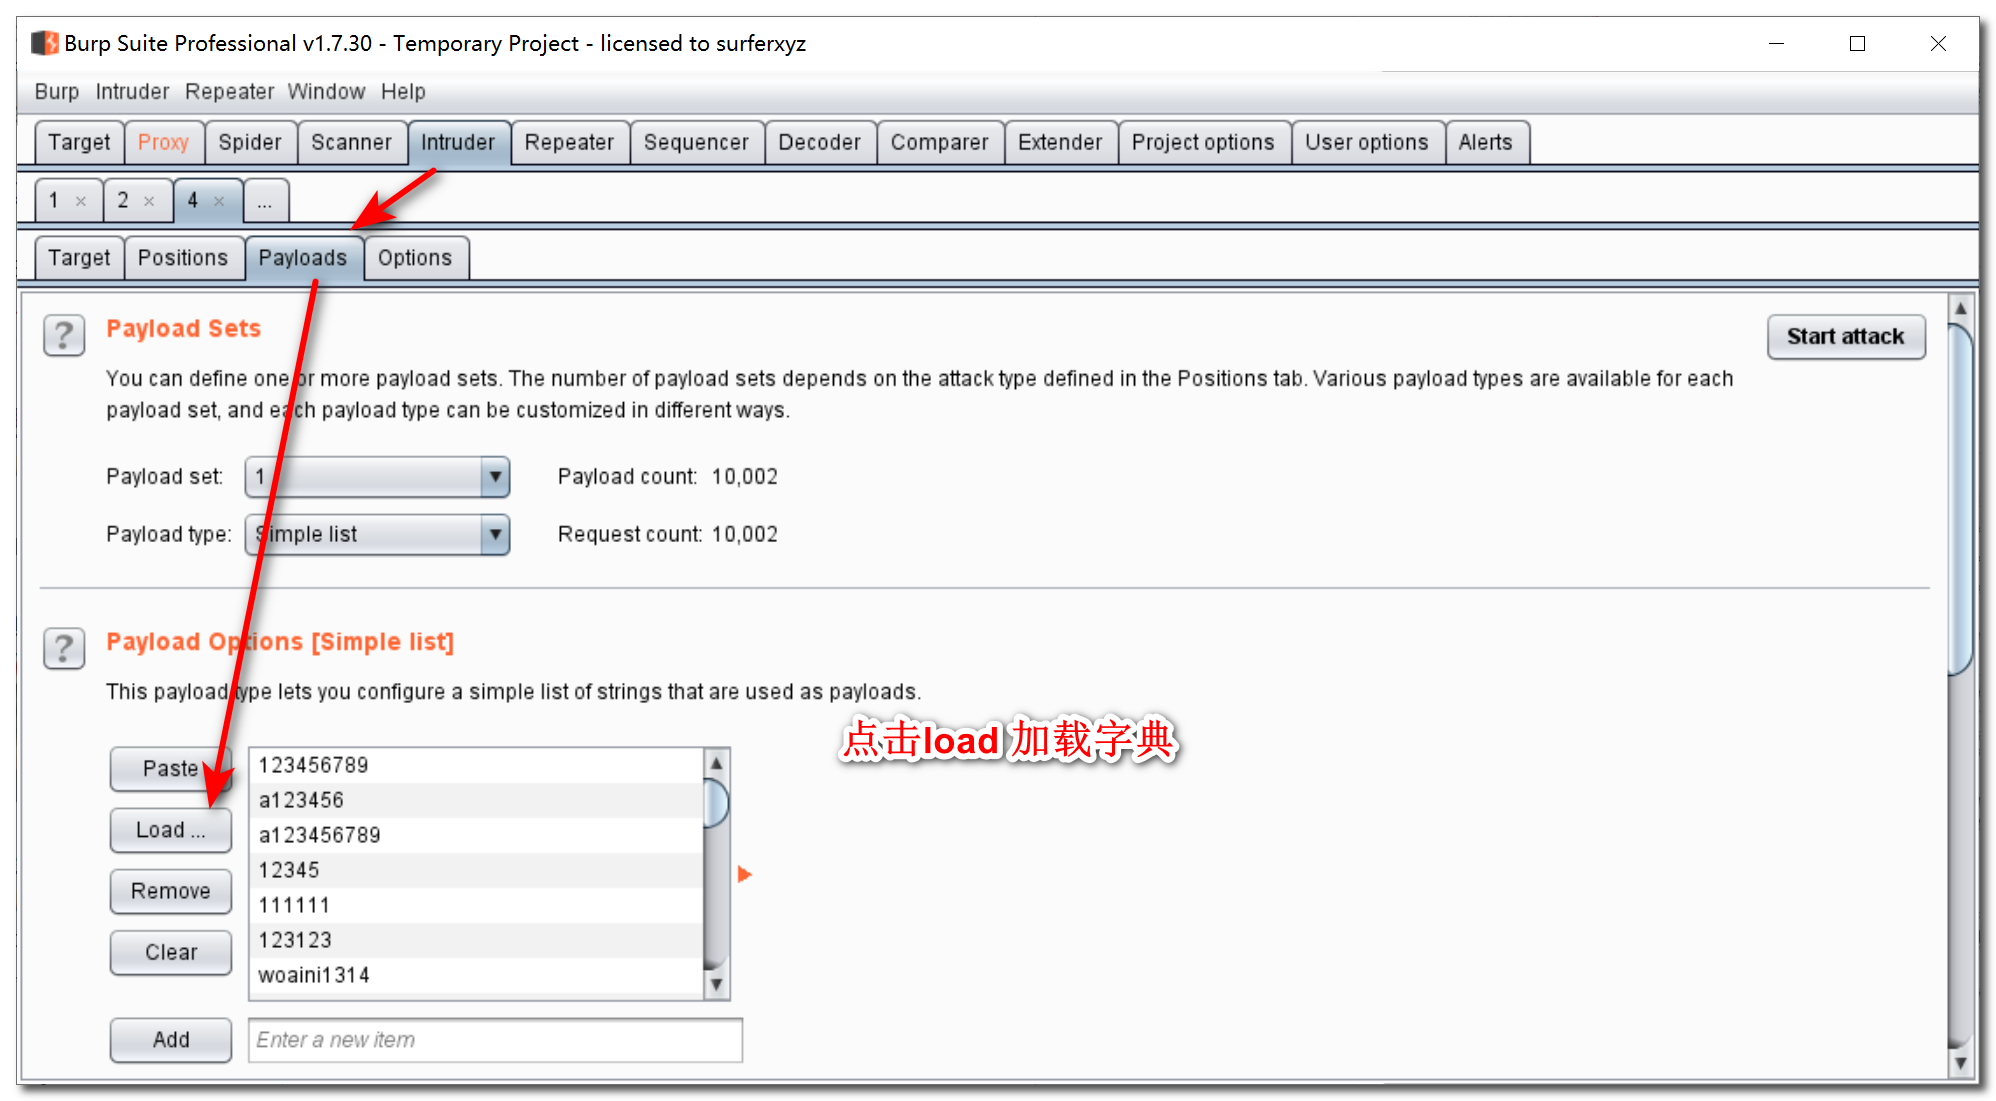 Burp Suite Professional v1.7.30 - Temporary Project - licensed to surferxyz
Burp Intruder Repeater Window Help
Target Proxy Spider Scanner Intruder Repeater Sequencer Decoder Comparer Extender Project options User options Alerts
1 × 2 × 4 × ...
Target Positions Payloads Options
? Payload Sets
Start attack
You can define one or more payload sets. The number of payload sets depends on the attack type defined in the Positions tab. Various payload types are available for each
payload set, and each payload type can be customized in different ways.
Payload set: 1 Payload count: 10,002
Payload type: Simple list Request count: 10,002
? Payload Options [Simple list]
This payload type lets you configure a simple list of strings that are used as payloads.
点击load 加载字典
Paste
Load ...
Remove
Clear
123456789
a123456
a123456789
12345
111111
123123
woaini1314
Add Enter a new item